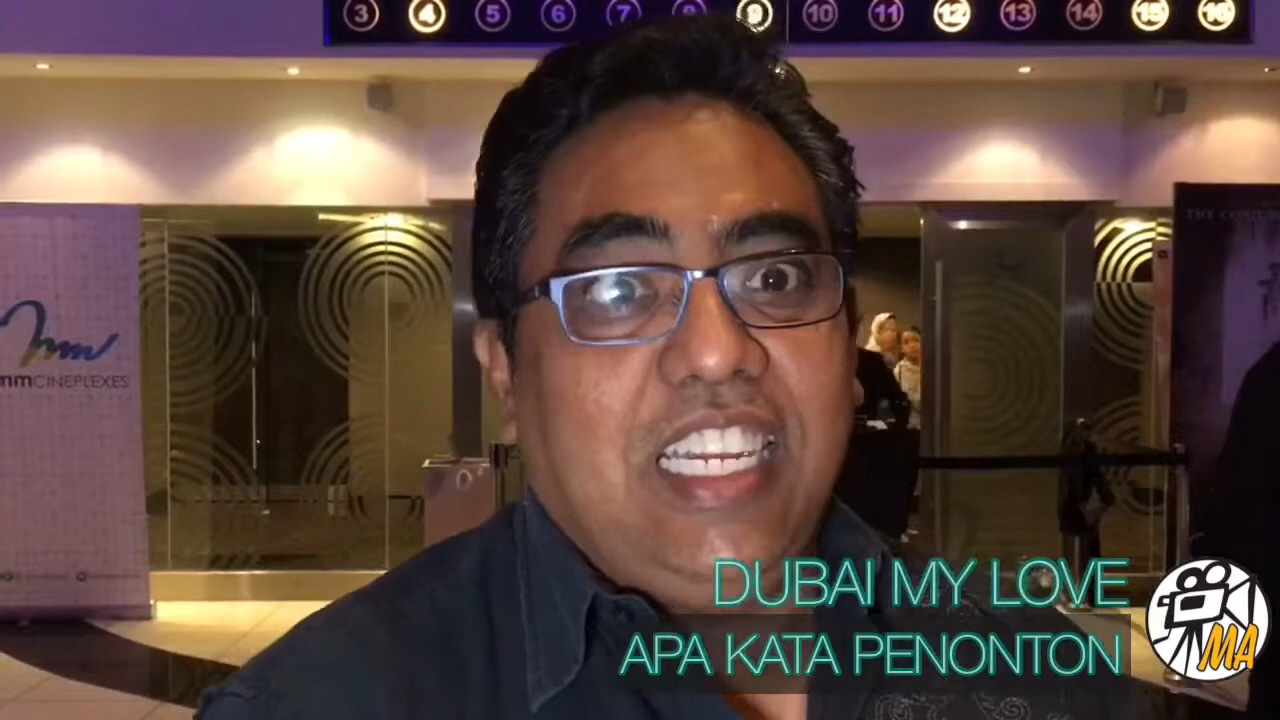 3 4 5 6 7 8 9 10 11 12 13 14 15 16
mmCINEPLEXES
DUBAI MY LOVE
APA KATA PENONTON
MA